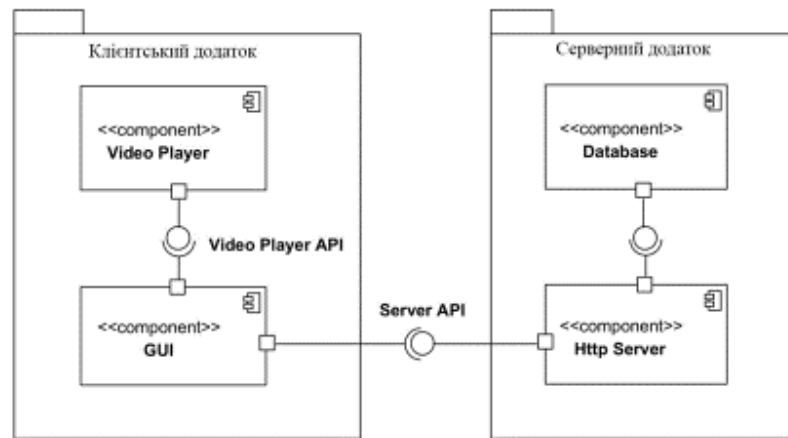 Клієнтський додаток
<<component>>
Video Player
Video Player API
<<component>>
GUI
Server API
Серверний додаток
<<component>>
Database
<<component>>
Http Server